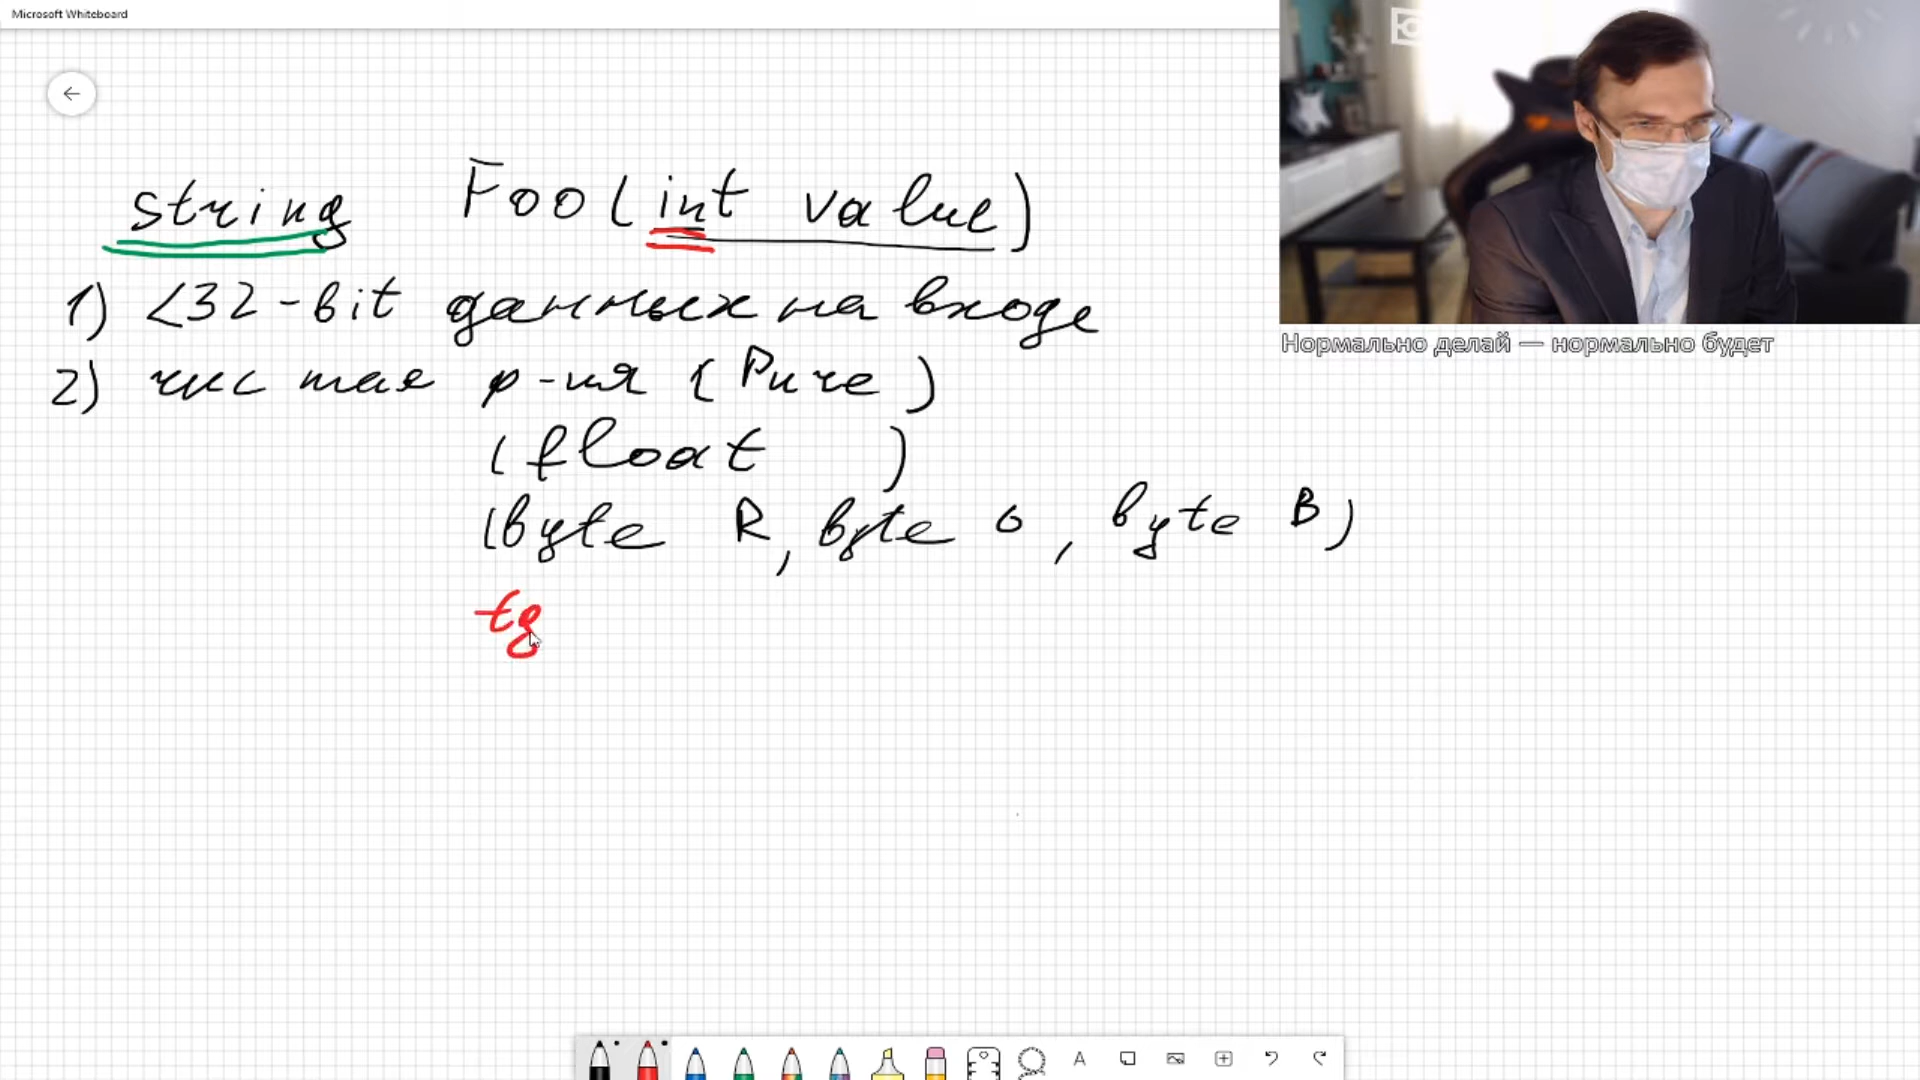 Microsoft Whiteboard
string Foo(int value)
1) <32-bit данных на входе
2) чистая ф-ия (Pure)
(float )
(byte R, byte G, byte B)
tg
Нормально делай — нормально будет
A